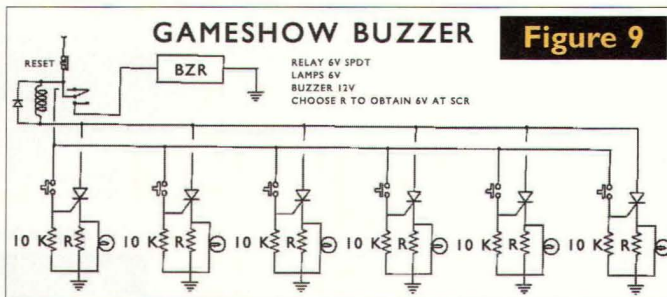 GAMESHOW BUZZER
Figure 9
RESET
BZR
RELAY 6V SPDT
LAMPS 6V
BUZZER 12V
CHOOSE R TO OBTAIN 6V AT SCR
10 K R 10 K R 10 K R 10 K R 10 K R 10 K R